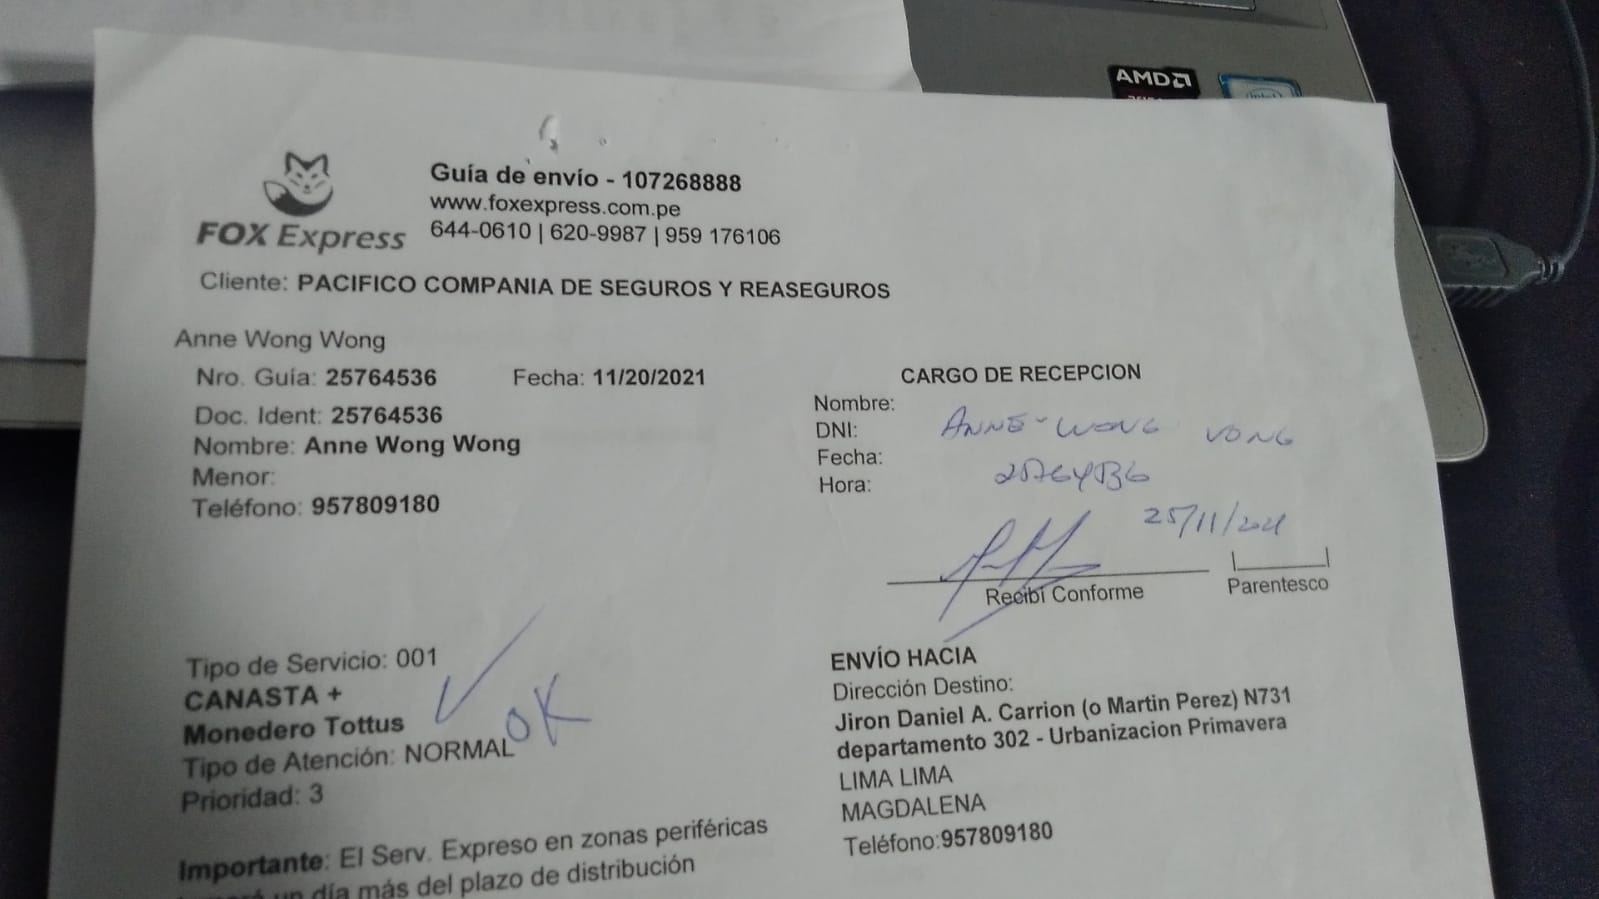 AMD
intel
Guía de envío - 107268888
www.foxexpress.com.pe
644-0610 | 620-9987 | 959 176106
FOX Express
Cliente: PACIFICO COMPANIA DE SEGUROS Y REASEGUROS
Anne Wong Wong
Nro. Guía: 25764536 Fecha: 11/20/2021
Doc. Ident: 25764536
Nombre: Anne Wong Wong
Menor:
Teléfono: 957809180
CARGO DE RECEPCION
Nombre:
DNI: ANNE WONG WONG
Fecha:
Hora: 25764536
25/11/2021
Recibí Conforme
Parentesco
Tipo de Servicio: 001
CANASTA +
Monedero Tottus
OK
Tipo de Atención: NORMAL
Prioridad: 3
ENVÍO HACIA
Dirección Destino:
Jiron Daniel A. Carrion (o Martin Perez) N731
departamento 302 - Urbanizacion Primavera
LIMA LIMA
MAGDALENA
Teléfono:957809180
Importante: El Serv. Expreso en zonas periféricas
un día más del plazo de distribución